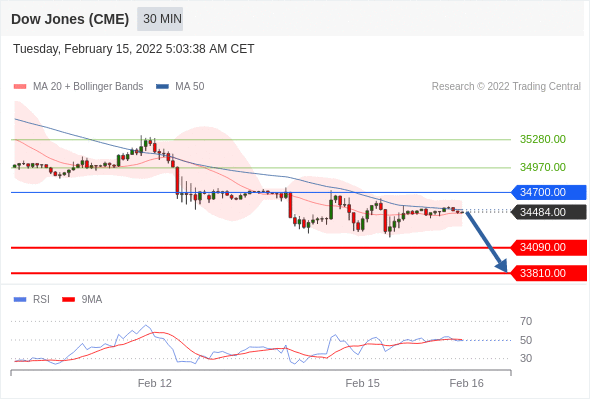 Dow Jones (CME) 30 MIN
Tuesday, February 15, 2022 5:03:38 AM CET
MA 20 + Bollinger Bands MA 50 Research © 2022 Trading Central
35280.00
34970.00
34700.00
34484.00
34090.00
33810.00
RSI 9MA
70
50
30
Feb 12 Feb 15 Feb 16